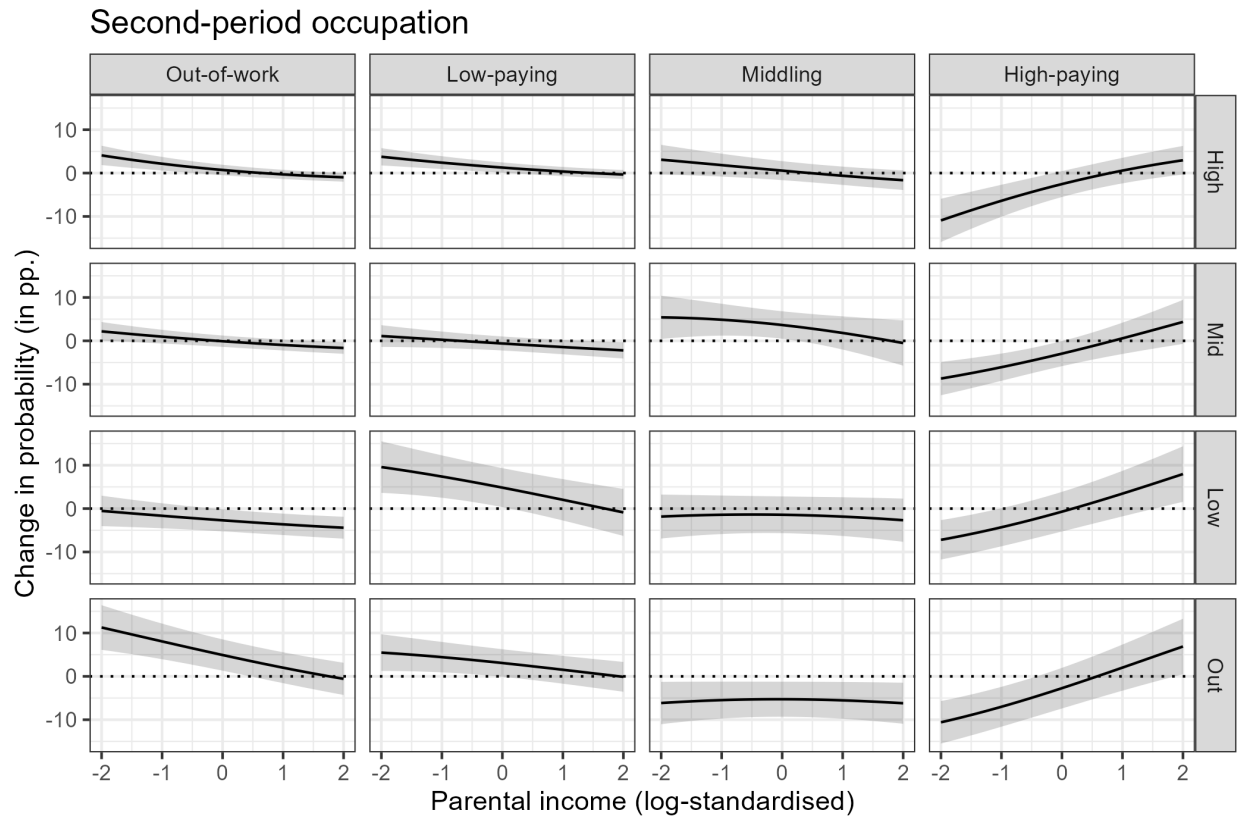 Second-period occupation
Out-of-work Low-paying Middling High-paying
10
0
-10
High
10
0
-10
Mid
10
0
-10
Low
10
0
-10
Out
-2 -1 0 1 2 -2 -1 0 1 2 -2 -1 0 1 2 -2 -1 0 1 2
Change in probability (in pp.)
Parental income (log-standardised)